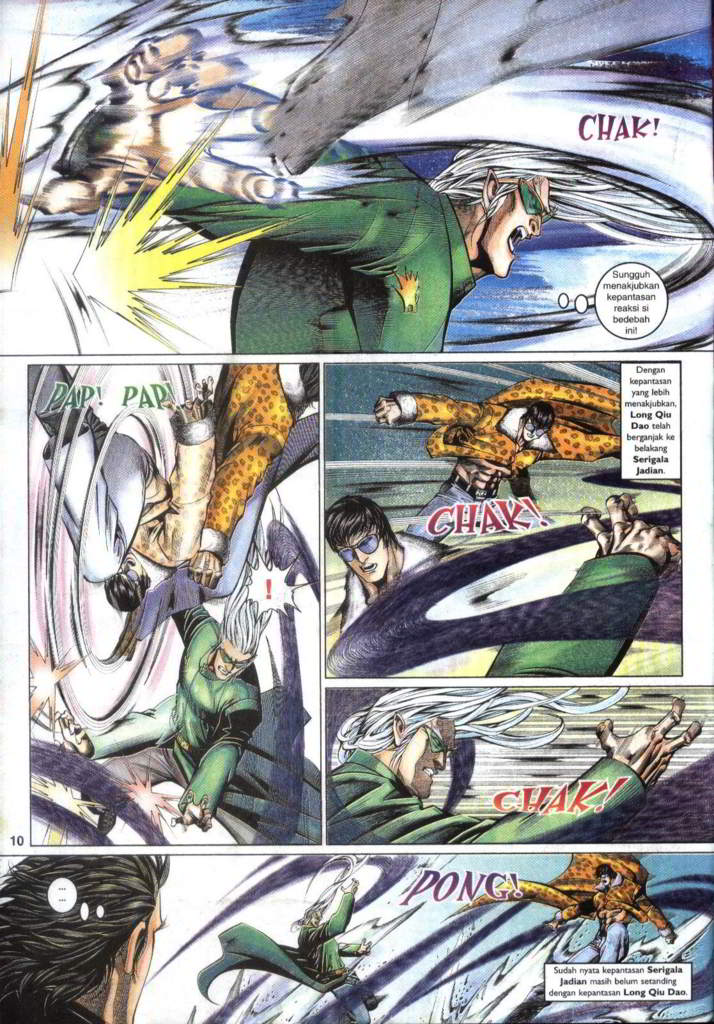 CHAK!
Sungguh
menakjubkan
kepantasan
reaksi si
bedebah
ini!
PAP! PAP!
!
Dengan
kepantasan
yang lebih
menakjubkan,
Long Qiu
Dao telah
berganjak ke
belakang
Serigala
Jadian.
CHAK!
CHAK!
10
...
...
PONG!
Sudah nyata kepantasan Serigala
Jadian masih belum setanding
dengan kepantasan Long Qiu Dao.